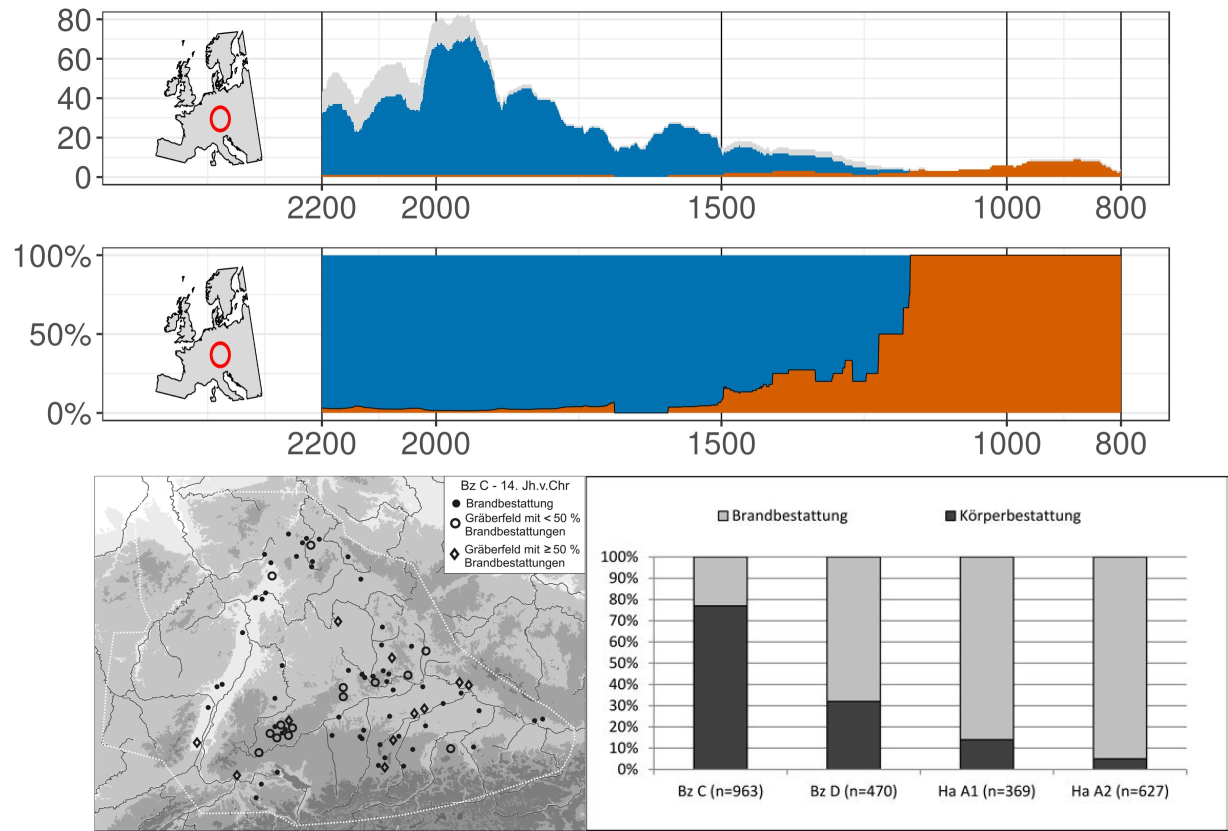 80
60
40
20
0
2200 2000 1500 1000 800
100%
50%
0%
2200 2000 1500 1000 800
Bz C - 14. Jh.v.Chr
Brandbestattung
Gräberfeld mit < 50 %
Brandbestattungen
Gräberfeld mit ≥ 50 %
Brandbestattungen
Brandbestattung Körperbestattung
100%
90%
80%
70%
60%
50%
40%
30%
20%
10%
0%
Bz C (n=963) Bz D (n=470) Ha A1 (n=369) Ha A2 (n=627)